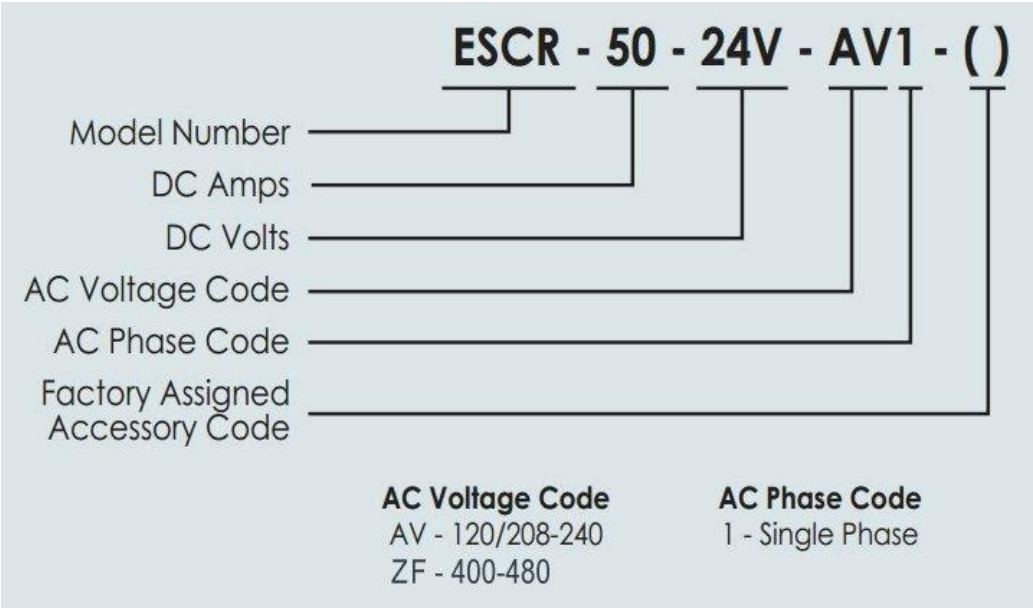 ESCR - 50 - 24V - AV1 - ( )
Model Number
DC Amps
DC Volts
AC Voltage Code
AC Phase Code
Factory Assigned
Accessory Code
AC Voltage Code
AV - 120/208-240
ZF - 400-480
AC Phase Code
1 - Single Phase